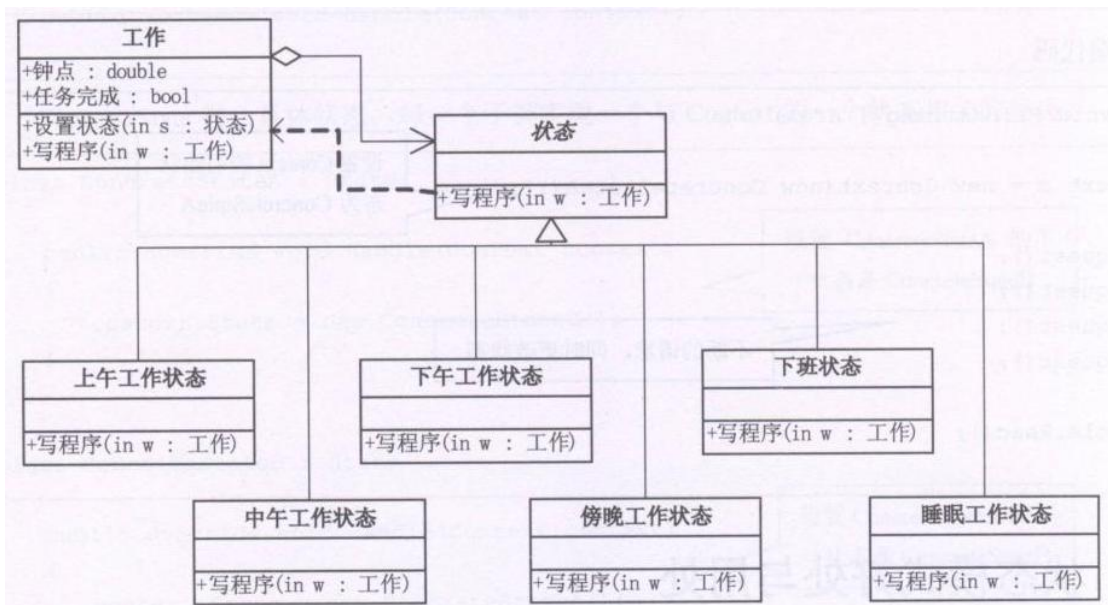 工作
+钟点 : double
+任务完成 : bool
+设置状态(in s : 状态)
+写程序(in w : 工作)
状态
+写程序(in w : 工作)
上午工作状态
+写程序(in w : 工作)
下午工作状态
+写程序(in w : 工作)
下班状态
+写程序(in w : 工作)
中午工作状态
+写程序(in w : 工作)
傍晚工作状态
+写程序(in w : 工作)
睡眠工作状态
+写程序(in w : 工作)